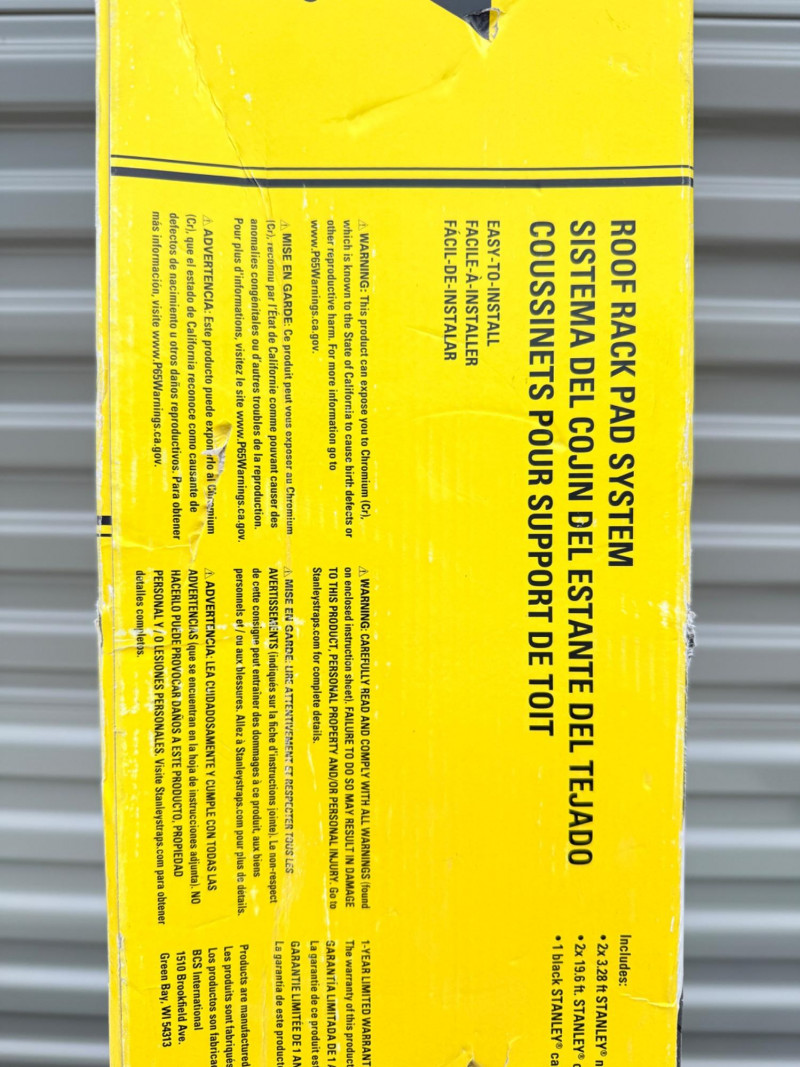 ROOF RACK PAD SYSTEM
SISTEMA DEL COJIN DEL ESTANTE DEL TEJADO
COUSSINETS POUR SUPPORT DE TOIT
EASY-TO-INSTALL
FACILE-À-INSTALLER
FÁCIL-DE-INSTALAR
⚠ WARNING: This product can expose you to Chromium (Cr),
which is known to the State of California to cause birth defects or
other reproductive harm. For more information go to
www.P65Warnings.ca.gov.
⚠ MISE EN GARDE: Ce produit peut vous exposer au Chromium
(Cr), reconnu par l'État de Californie comme pouvant causer des
anomalies congénitales ou d'autres troubles de la reproduction.
Pour plus d'informations, visitez le site www.P65Warnings.ca.gov.
⚠ ADVERTENCIA: Este producto puede exponerlo al Chromium
(Cr), que el estado de California reconoce como causante de
defectos de nacimiento u otros daños reproductivos. Para obtener
más información, visite www.P65Warnings.ca.gov.
⚠ WARNING: CAREFULLY READ AND COMPLY WITH ALL WARNINGS (found
on enclosed instruction sheet). FAILURE TO DO SO MAY RESULT IN DAMAGE
TO THIS PRODUCT, PERSONAL PROPERTY AND/OR PERSONAL INJURY. Go to
Stanleystraps.com for complete details.
⚠ MISE EN GARDE: LIRE ATTENTIVEMENT ET RESPECTER TOUS LES
AVERTISSEMENTS (indiqués sur la fiche d'instructions jointe). Le non-respect
de cette consigne peut entraîner des dommages à ce produit, aux biens
personnels et / ou aux blessures. Allez à Stanleystraps.com pour plus de détails.
⚠ ADVERTENCIA: LEA CUIDADOSAMENTE Y CUMPLE CON TODAS LAS
ADVERTENCIAS (que se encuentran en la hoja de instrucciones adjunta). NO
HACERLO PUEDE PROVOCAR DAÑOS A ESTE PRODUCTO, PROPIEDAD
PERSONAL Y / O LESIONES PERSONALES. Visite Stanleystraps.com para obtener
detalles completos.
Includes:
• 2x 3.28 ft STANLEY®
• 2x 19.6 ft. STANLEY®
• 1 black STANLEY®
1-YEAR LIMITED
The warranty of this product
GARANTÍA LIMITADA DE 1
La garantie de ce produit
GARANTIE LIMITÉE DE 1
La garantía de este
Products are manufactured
Les produits sont
Los productos son
BCS International
1510 Brookfield Ave.
Green Bay, WI 54313